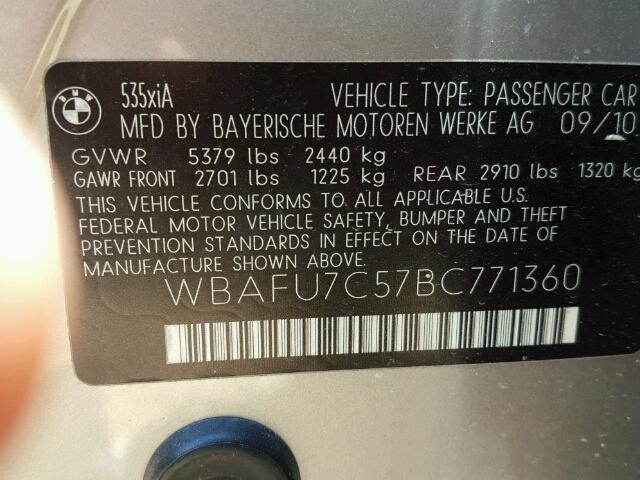 BMW
535xiA VEHICLE TYPE: PASSENGER CAR
MFD BY BAYERISCHE MOTOREN WERKE AG 09/10
GVWR 5379 lbs 2440 kg
GAWR FRONT 2701 lbs 1225 kg REAR 2910 lbs 1320 kg
THIS VEHICLE CONFORMS TO ALL APPLICABLE U.S.
FEDERAL MOTOR VEHICLE SAFETY, BUMPER AND THEFT
PREVENTION STANDARDS IN EFFECT ON THE DATE OF
MANUFACTURE SHOWN ABOVE.
WBAFU7C57BC771360